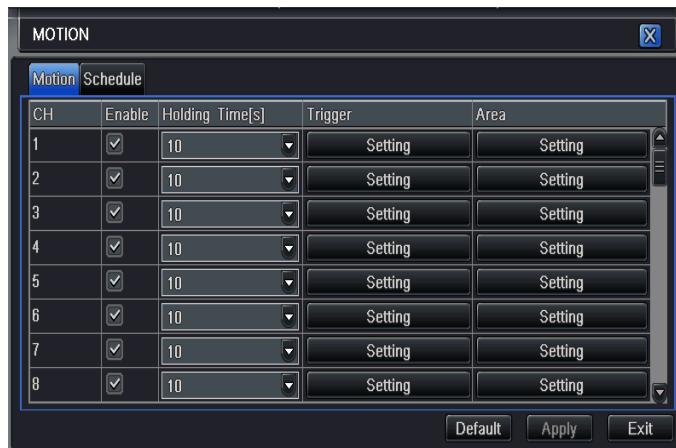 MOTION
Motion Schedule
CH Enable Holding Time[s] Trigger Area
1 10 Setting Setting
2 10 Setting Setting
3 10 Setting Setting
4 10 Setting Setting
5 10 Setting Setting
6 10 Setting Setting
7 10 Setting Setting
8 10 Setting Setting
Default Apply Exit